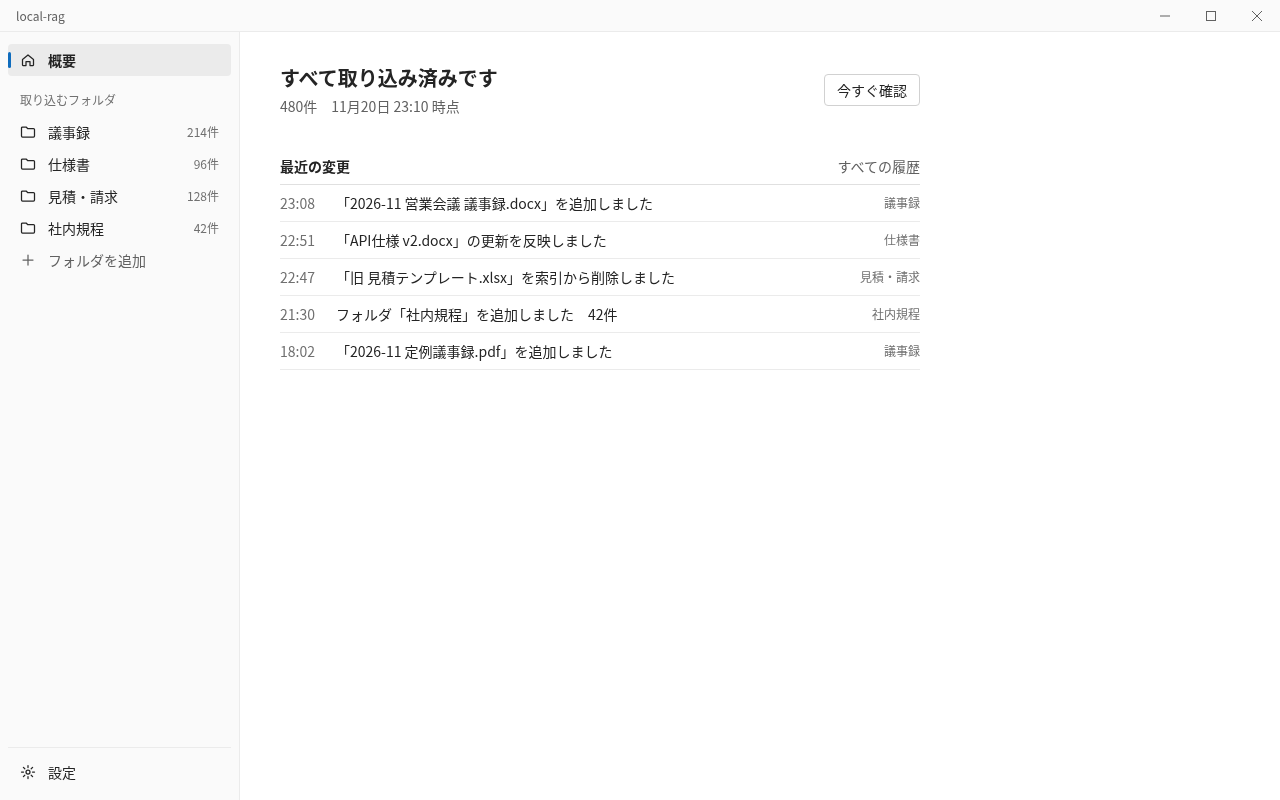 local-rag
概要
取り込むフォルダ
議事録 214件
仕様書 96件
見積・請求 128件
社内規程 42件
フォルダを追加
設定
すべて取り込み済みです
480件 11月20日 23:10 時点
今すぐ確認
最近の変更 すべての履歴
23:08 「2026-11 営業会議 議事録.docx」を追加しました 議事録
22:51 「API仕様 v2.docx」の更新を反映しました 仕様書
22:47 「旧 見積テンプレート.xlsx」を索引から削除しました 見積・請求
21:30 フォルダ「社内規程」を追加しました 42件 社内規程
18:02 「2026-11 定例議事録.pdf」を追加しました 議事録